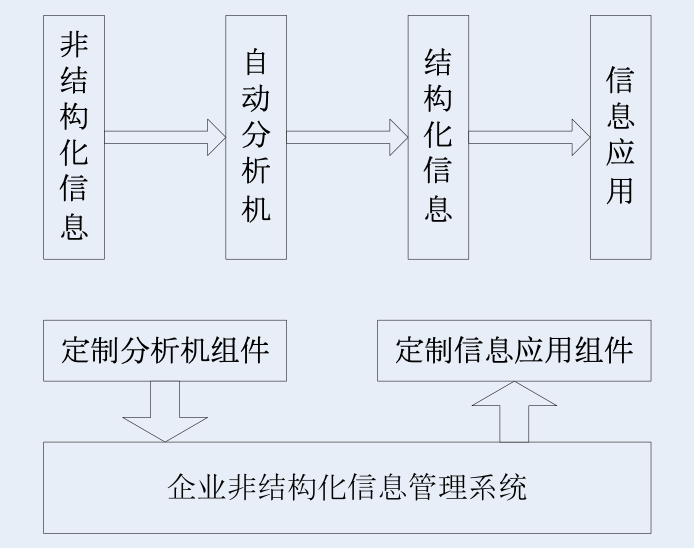 非结构化信息
自动分析机
结构化信息
信息应用
定制分析机组件
定制信息应用组件
企业非结构化信息管理系统